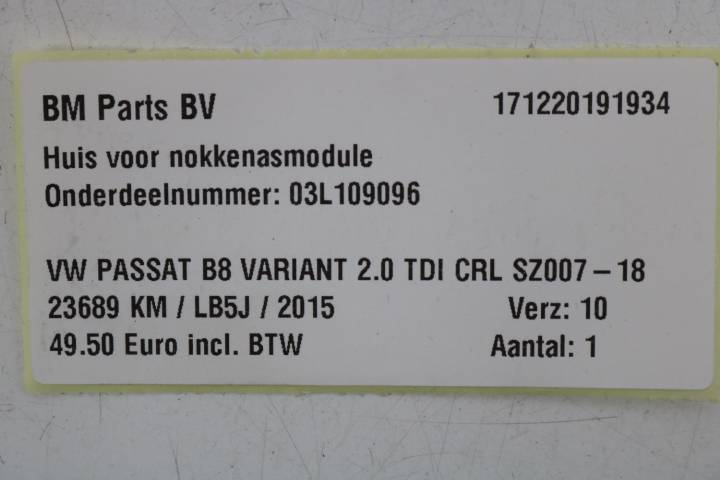 BM Parts BV 171220191934
Huis voor nokkenasmodule
Onderdeelnummer: 03L109096
VW PASSAT B8 VARIANT 2.0 TDI CRL SZ007 – 18
23689 KM / LB5J / 2015 Verz: 10
49.50 Euro incl. BTW Aantal: 1